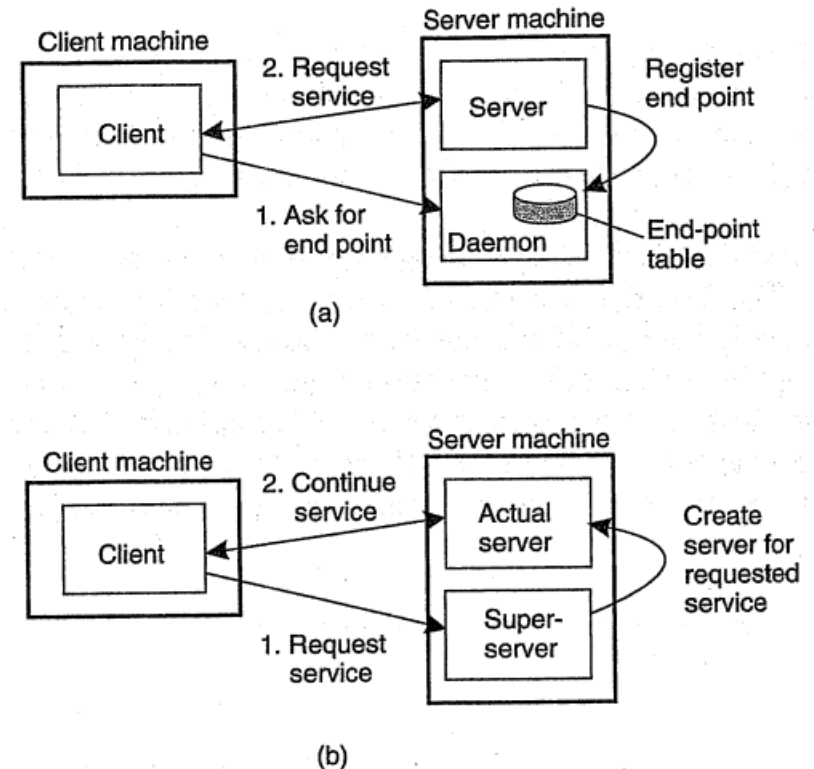 Client machine
Server machine
2. Request
service
Register
end point
Client
Server
1. Ask for
end point
Daemon
End-point
table
(a)
Client machine
Server machine
2. Continue
service
Actual
server
Create
server for
requested
service
Client
1. Request
service
Super-
server
(b)